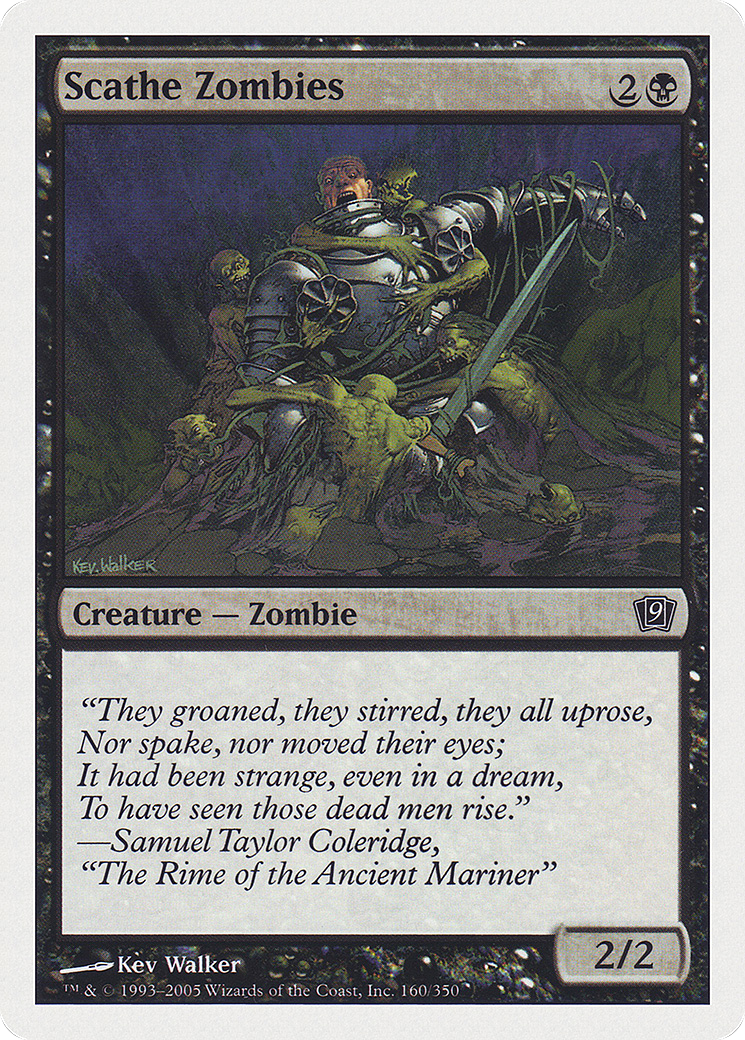 Scathe Zombies 2
KEV. WALKER
Creature — Zombie 9
“They groaned, they stirred, they all uprose,
Nor spake, nor moved their eyes;
It had been strange, even in a dream,
To have seen those dead men rise.”
—Samuel Taylor Coleridge,
“The Rime of the Ancient Mariner”
2/2
Kev Walker
™ & © 1993–2005 Wizards of the Coast, Inc. 160/350